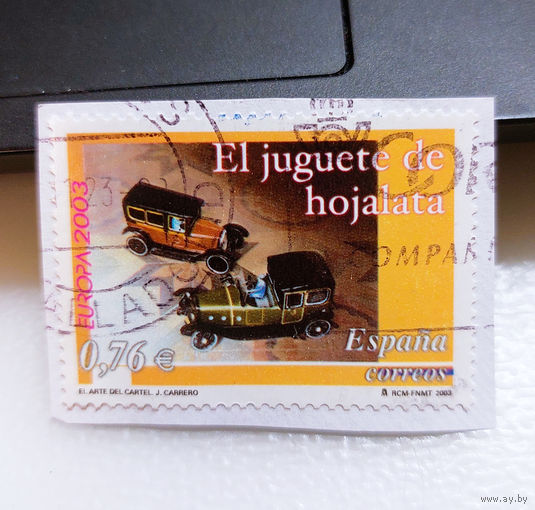 El juguete de
hojalata
EUROPA 2003
0,76 €
España
correos
EL ARTE DEL CARTEL. J. CARRERO
RCM-FNMT 2003
OMPAR
www.ay.by